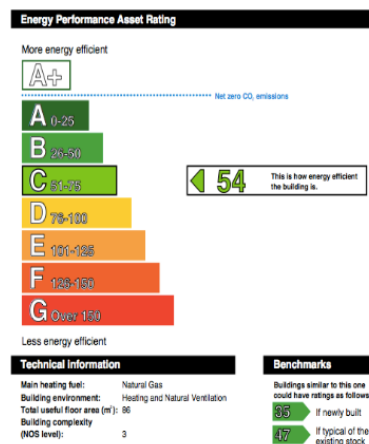 Energy Performance Asset Rating
More energy efficient
A+
Net zero CO₂ emissions
A 0-25
B 26-50
C 51-75
54
This is how energy efficient
the building is.
D 76-100
E 101-125
F 126-150
G Over 150
Less energy efficient
Technical information
Main heating fuel: Natural Gas
Building environment: Heating and Natural Ventilation
Total useful floor area (m²): 86
Building complexity
(NOS level): 3
Benchmarks
Buildings similar to this one
could have ratings as follows
If newly built
47
If typical of the
existing stock